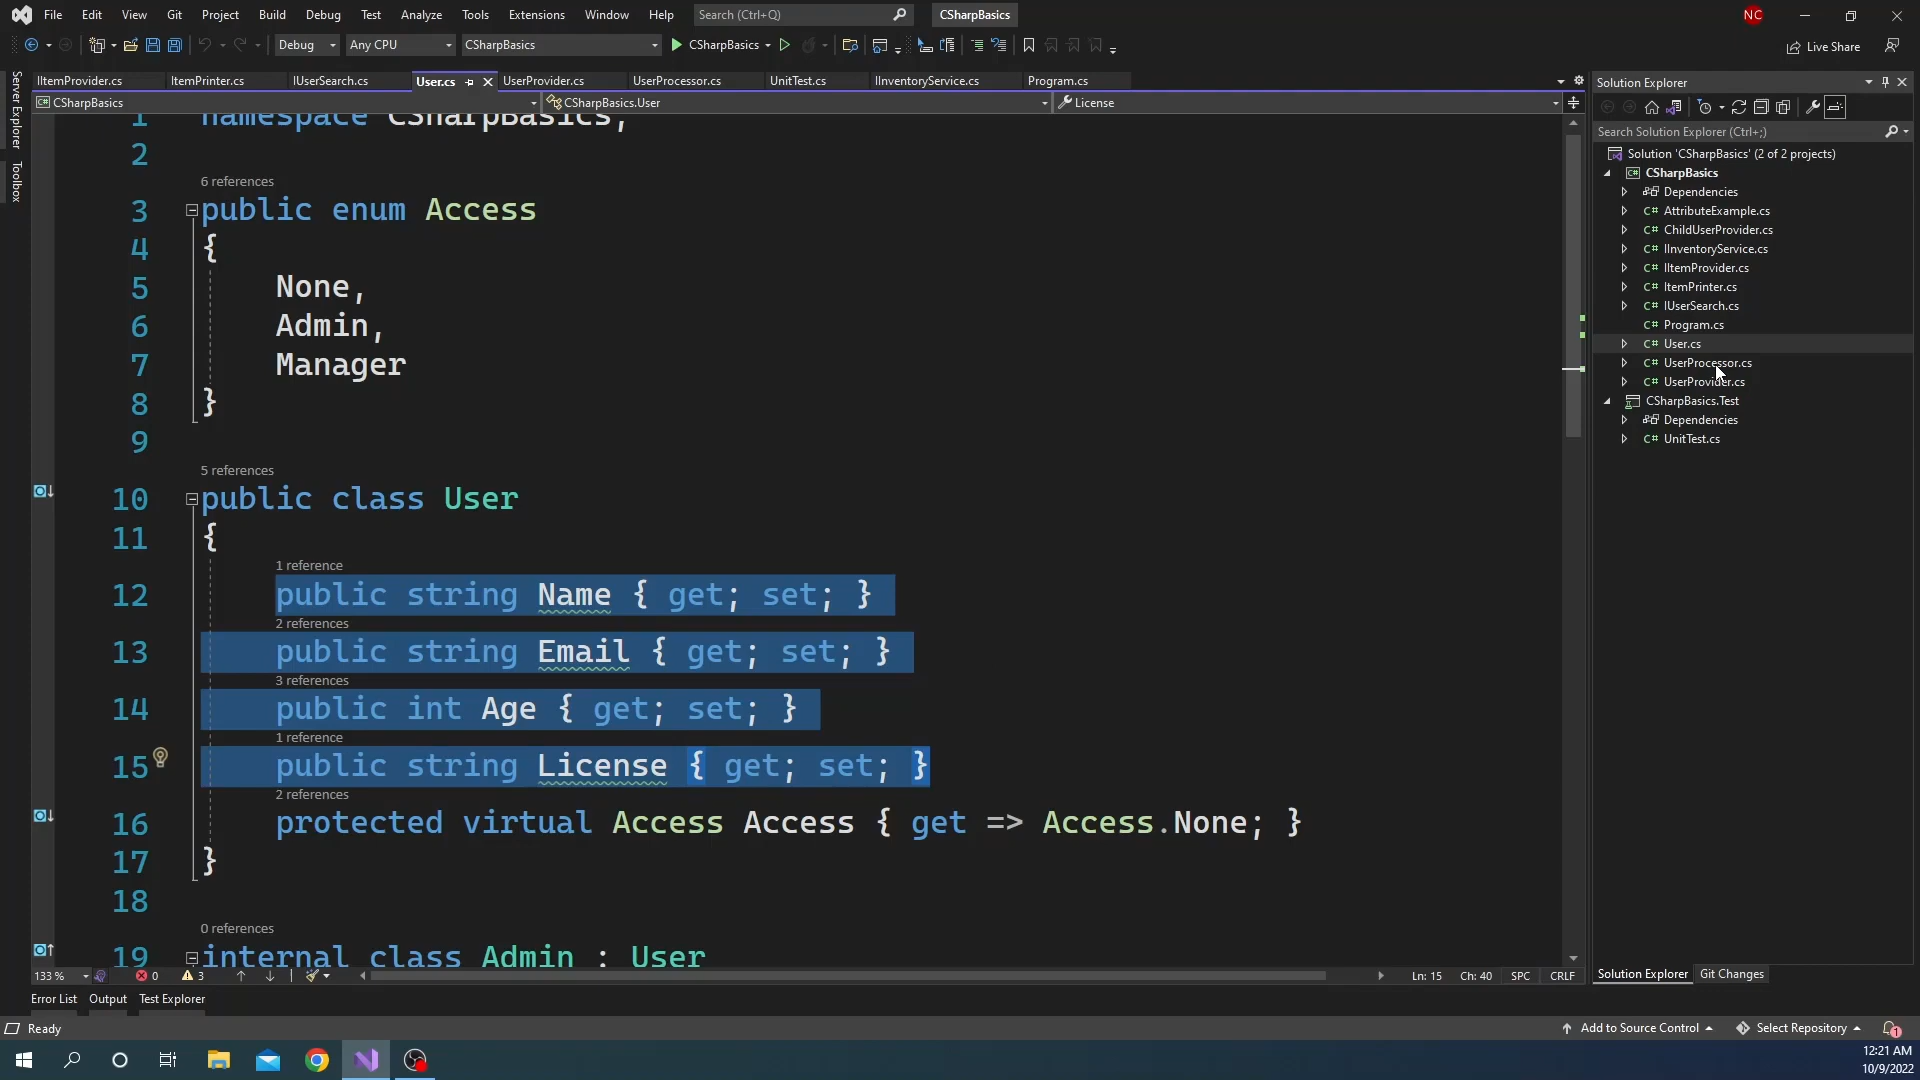 File Edit View Git Project Build Debug Test Analyze Tools Extensions Window Help Search (Ctrl+Q) CSharpBasics NC
Debug Any CPU CSharpBasics CSharpBasics Live Share
Server Explorer
Toolbox
IItemProvider.cs ItemPrinter.cs IUserSearch.cs User.cs UserProvider.cs UserProcessor.cs UnitTest.cs IInventoryService.cs Program.cs
CSharpBasics CSharpBasics.User License
1 namespace CSharpBasics;
2
6 references
3 public enum Access
4 {
5 None,
6 Admin,
7 Manager
8 }
9
5 references
10 public class User
11 {
1 reference
12 public string Name { get; set; }
2 references
13 public string Email { get; set; }
3 references
14 public int Age { get; set; }
1 reference
15 public string License { get; set; }
2 references
16 protected virtual Access Access { get => Access.None; }
17 }
18
0 references
19 internal class Admin : User
133 % 0 3 Ln: 15 Ch: 40 SPC CRLF
Solution Explorer
Search Solution Explorer (Ctrl+;)
Solution 'CSharpBasics' (2 of 2 projects)
CSharpBasics
Dependencies
C# AttributeExample.cs
C# ChildUserProvider.cs
C# IInventoryService.cs
C# IItemProvider.cs
C# ItemPrinter.cs
C# IUserSearch.cs
C# Program.cs
C# User.cs
C# UserProcessor.cs
C# UserProvider.cs
CSharpBasics.Test
Dependencies
C# UnitTest.cs
Solution Explorer Git Changes
Error List Output Test Explorer
Ready Add to Source Control Select Repository 1
12:21 AM
10/9/2022